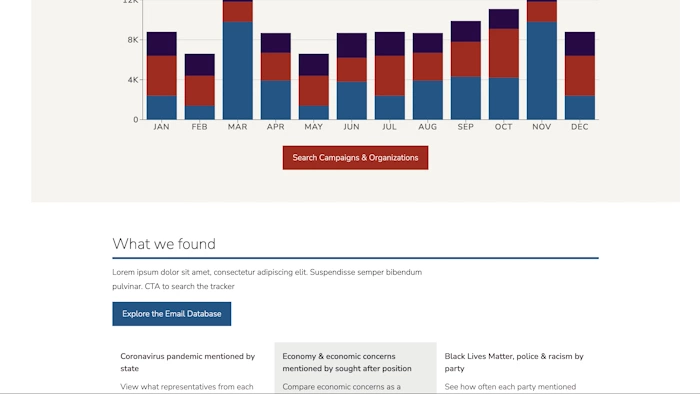 12K
8K
4K
0
JAN FEB MAR APR MAY JUN JUL AUG SEP OCT NOV DEC
Search Campaigns & Organizations
What we found
Lorem ipsum dolor sit amet, consectetur adipiscing elit. Suspendisse semper bibendum
pulvinar. CTA to search the tracker
Explore the Email Database
Coronavirus pandemic mentioned by
state
View what representatives from each
Economy & economic concerns
mentioned by sought after position
Compare economic concerns as a
Black Lives Matter, police & racism by
party
See how often each party mentioned